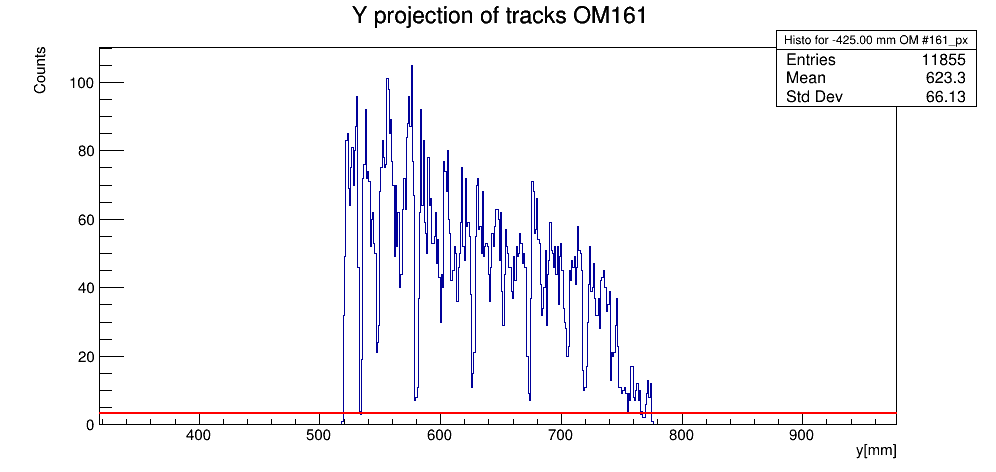 Y projection of tracks OM161
Histo for -425.00 mm OM #161_px
Entries 11855
Mean 623.3
Std Dev 66.13
Counts
100
80
60
40
20
0
400 500 600 700 800 900
y[mm]